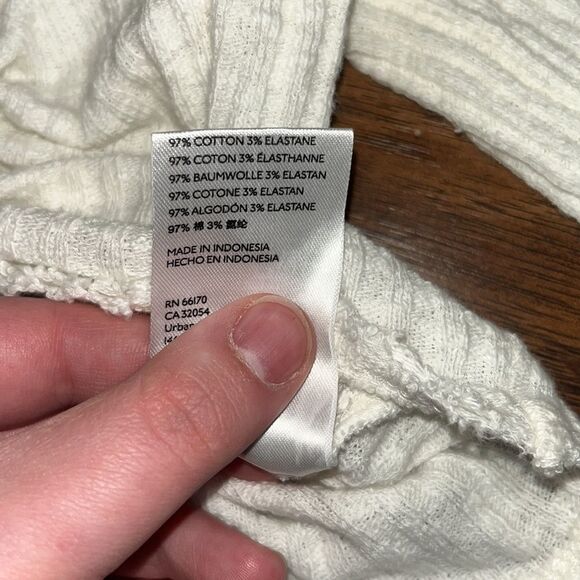 97% COTTON 3% ELASTANE
97% COTON 3% ÉLASTHANNE
97% BAUMWOLLE 3% ELASTAN
97% COTONE 3% ELASTAN
97% ALGODÓN 3% ELASTANE
97% 棉 3% 氨纶
MADE IN INDONESIA
HECHO EN INDONESIA
RN 66170
CA 32054
Urban